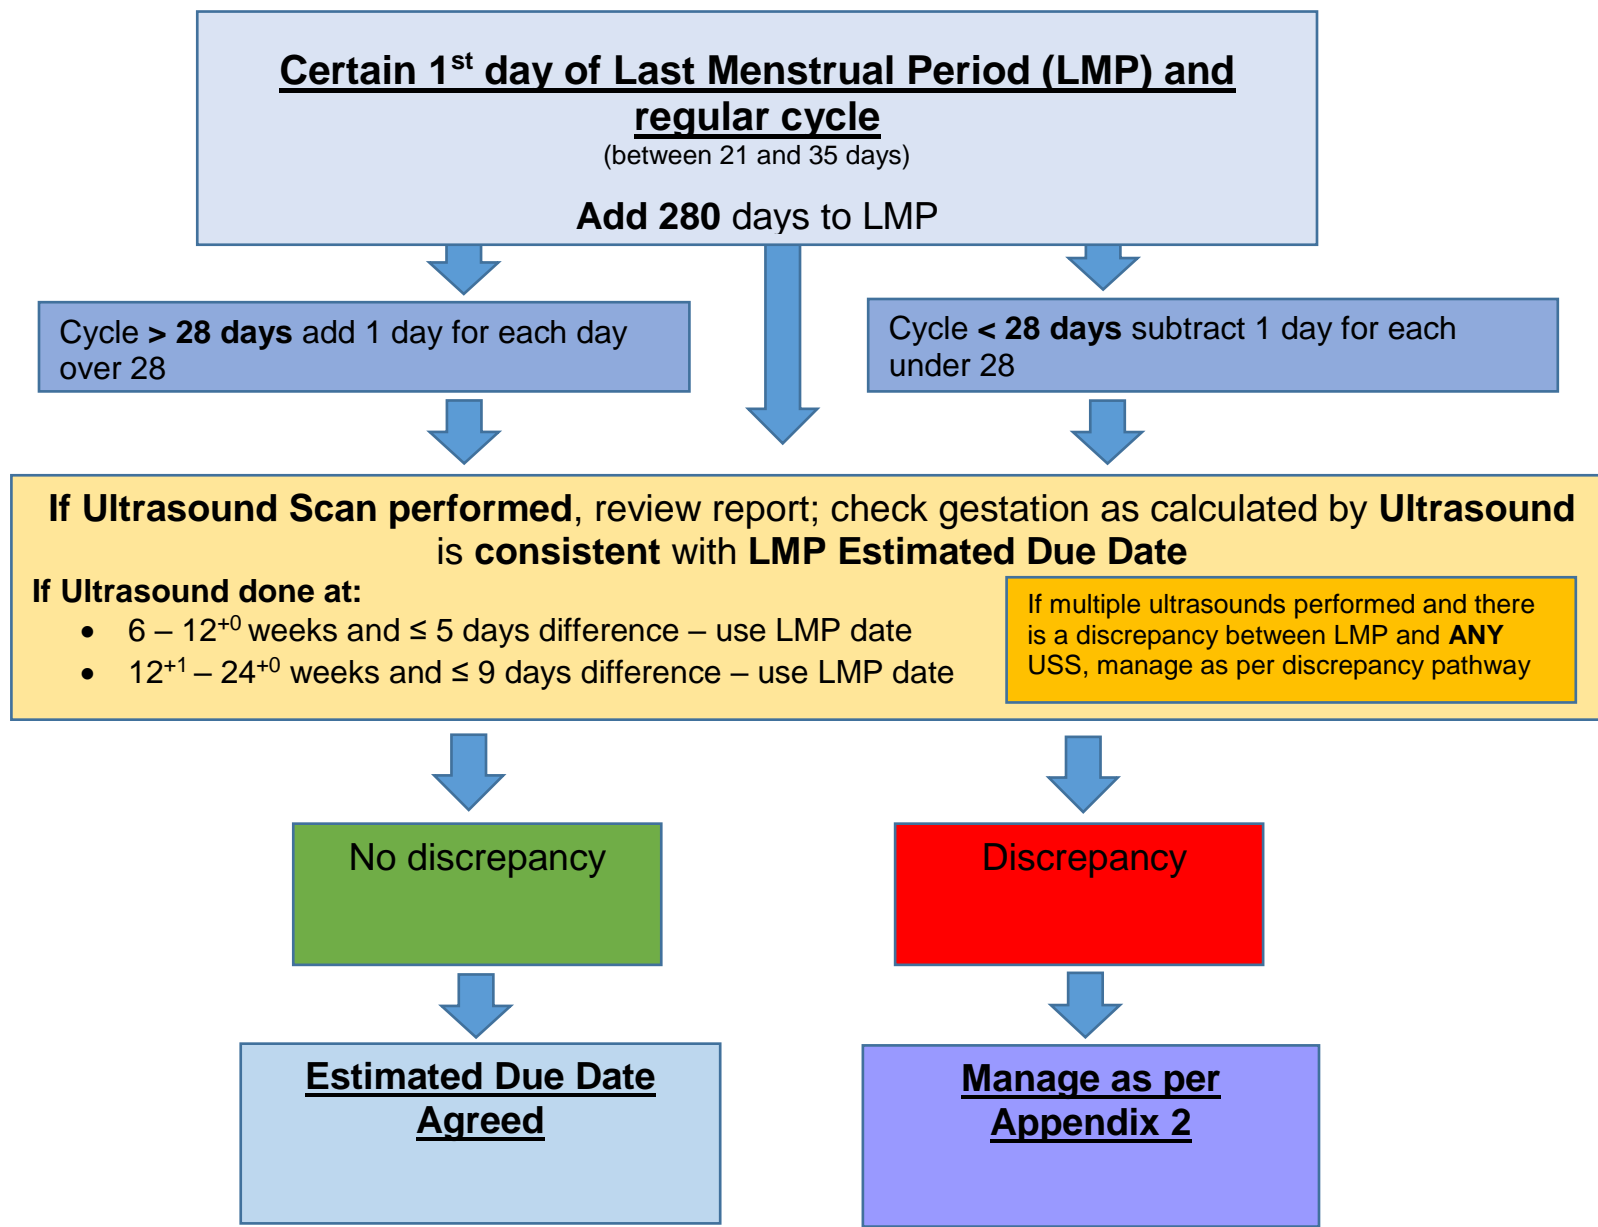 Certain 1st day of Last Menstrual Period (LMP) and
regular cycle
(between 21 and 35 days)
Add 280 days to LMP
Cycle > 28 days add 1 day for each day
over 28
Cycle < 28 days subtract 1 day for each
under 28
If Ultrasound Scan performed, review report; check gestation as calculated by Ultrasound
is consistent with LMP Estimated Due Date
If Ultrasound done at:
• 6 – 12+0 weeks and ≤ 5 days difference – use LMP date
• 12+1 – 24+0 weeks and ≤ 9 days difference – use LMP date
If multiple ultrasounds performed and there
is a discrepancy between LMP and ANY
USS, manage as per discrepancy pathway
No discrepancy
Discrepancy
Estimated Due Date
Agreed
Manage as per
Appendix 2